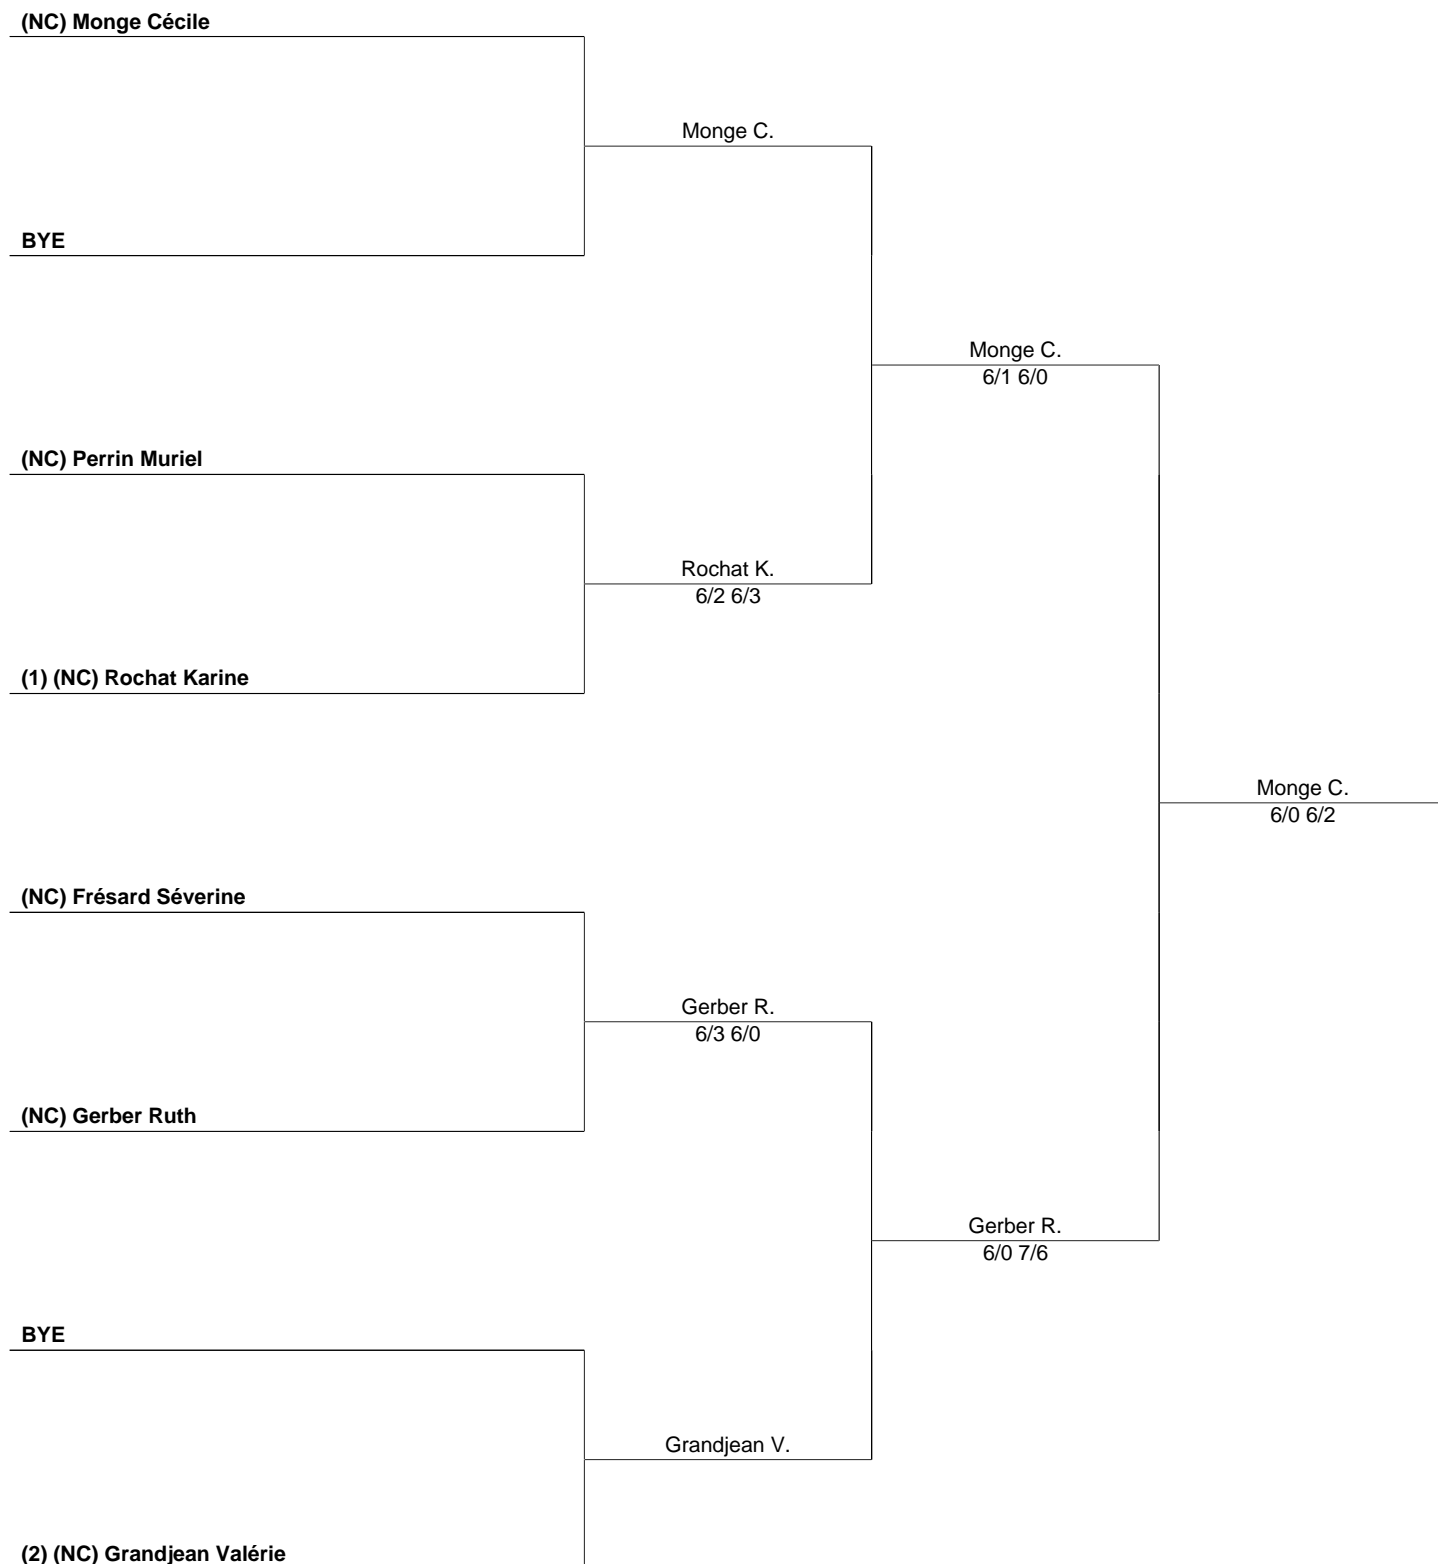 (NC) Monge Cécile
Monge C.
BYE
Monge C.
6/1 6/0
(NC) Perrin Muriel
Rochat K.
6/2 6/3
(1) (NC) Rochat Karine
Monge C.
6/0 6/2
(NC) Frésard Séverine
Gerber R.
6/3 6/0
(NC) Gerber Ruth
Gerber R.
6/0 7/6
BYE
Grandjean V.
(2) (NC) Grandjean Valérie